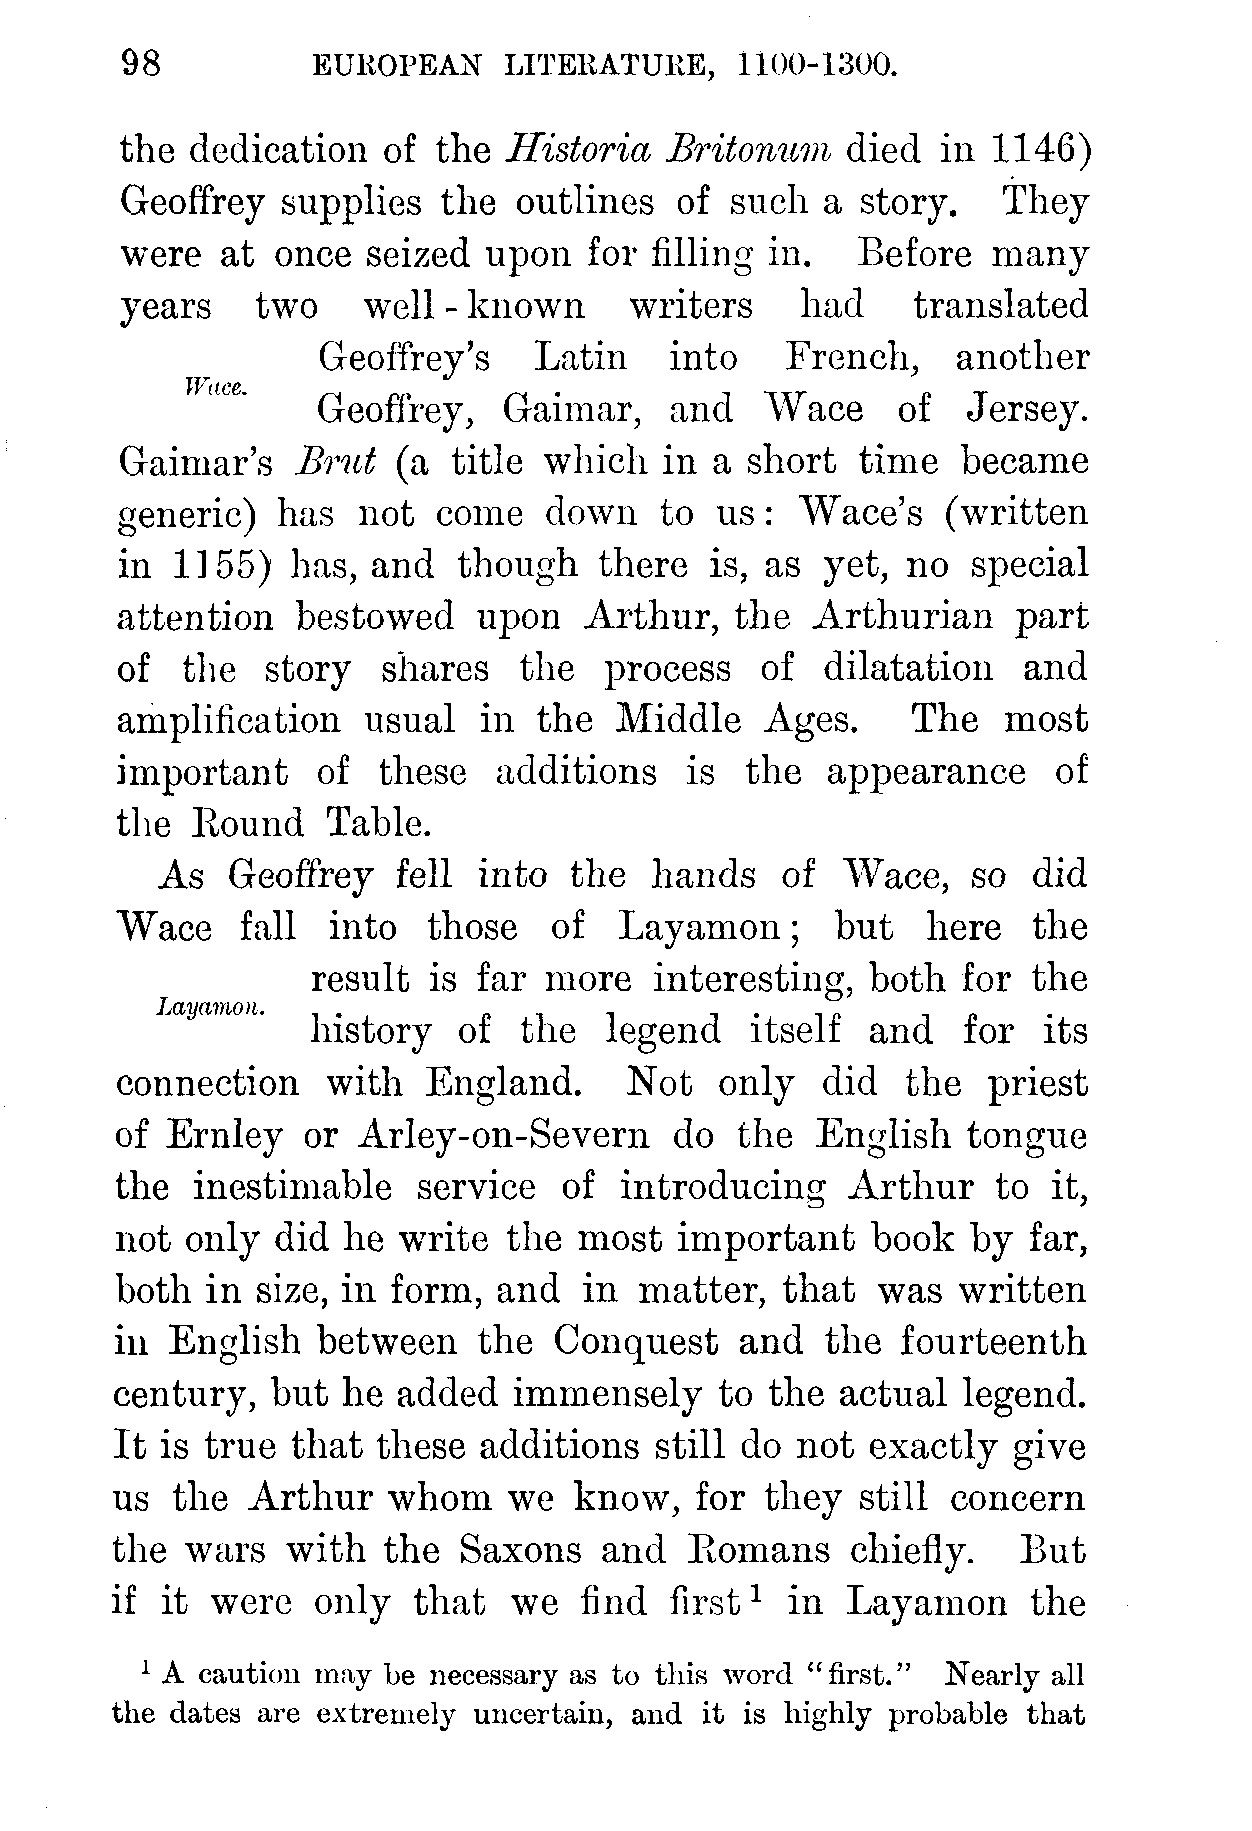 98 EUROPEAN LITERATURE, 1100-1300.
the dedication of the Historia Britonum died in 1146)
Geoffrey supplies the outlines of such a story. They
were at once seized upon for filling in. Before many
years two well-known writers had translated
Geoffrey's Latin into French, another
Wace.
Geoffrey, Gaimar, and Wace of Jersey.
Gaimar's Brut (a title which in a short time became
generic) has not come down to us: Wace's (written
in 1155) has, and though there is, as yet, no special
attention bestowed upon Arthur, the Arthurian part
of the story shares the process of dilatation and
amplification usual in the Middle Ages. The most
important of these additions is the appearance of
the Round Table.
As Geoffrey fell into the hands of Wace, so did
Wace fall into those of Layamon; but here the
result is far more interesting, both for the
Layamon.
history of the legend itself and for its
connection with England. Not only did the priest
of Ernley or Arley-on-Severn do the English tongue
the inestimable service of introducing Arthur to it,
not only did he write the most important book by far,
both in size, in form, and in matter, that was written
in English between the Conquest and the fourteenth
century, but he added immensely to the actual legend.
It is true that these additions still do not exactly give
us the Arthur whom we know, for they still concern
the wars with the Saxons and Romans chiefly. But
if it were only that we find first¹ in Layamon the
¹ A caution may be necessary as to this word "first." Nearly all
the dates are extremely uncertain, and it is highly probable that